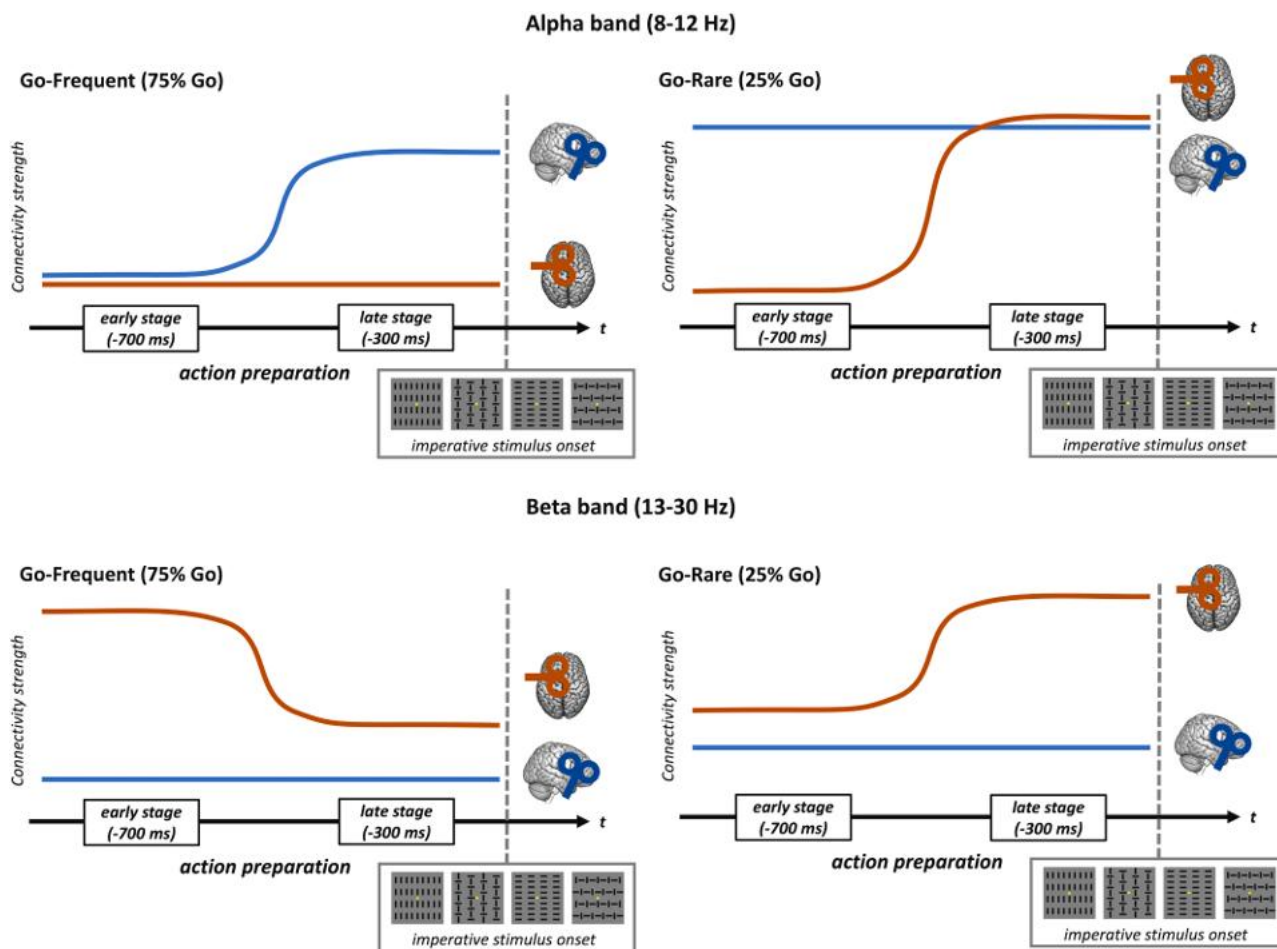 Alpha band (8-12 Hz)
Go-Frequent (75% Go)
Connectivity strength
early stage
(-700 ms)
late stage
(-300 ms)
t
action preparation
imperative stimulus onset
Go-Rare (25% Go)
Connectivity strength
early stage
(-700 ms)
late stage
(-300 ms)
t
action preparation
imperative stimulus onset
Beta band (13-30 Hz)
Go-Frequent (75% Go)
Connectivity strength
early stage
(-700 ms)
late stage
(-300 ms)
t
action preparation
imperative stimulus onset
Go-Rare (25% Go)
Connectivity strength
early stage
(-700 ms)
late stage
(-300 ms)
t
action preparation
imperative stimulus onset